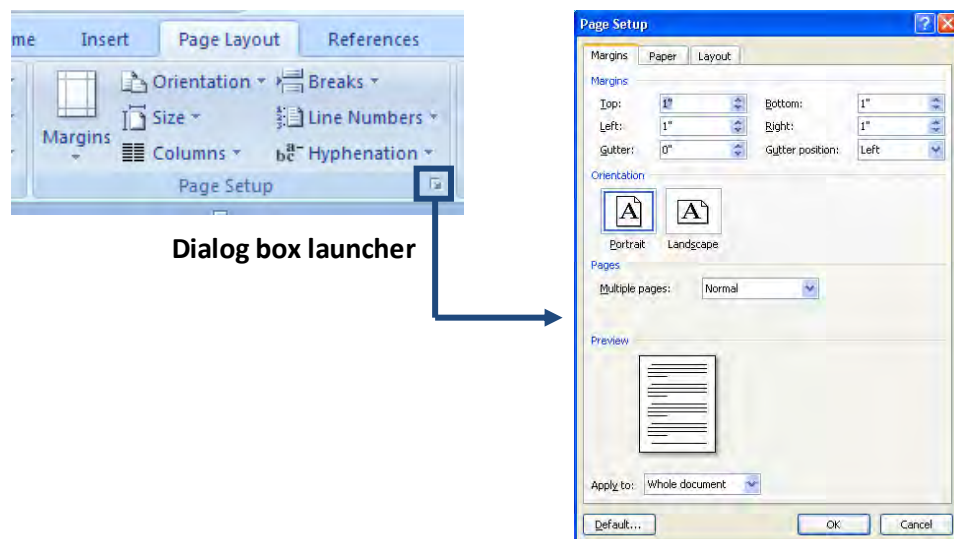 me Insert Page Layout References
Orientation Breaks
Size Line Numbers
Margins
Columns Hyphenation
Page Setup
Dialog box launcher
Page Setup
Margins Paper Layout
Margins
Top: 1" Bottom: 1"
Left: 1" Right: 1"
Gutter: 0" Gutter position: Left
Orientation
A A
Portrait Landscape
Pages
Multiple pages: Normal
Preview
Apply to: Whole document
Default... OK Cancel